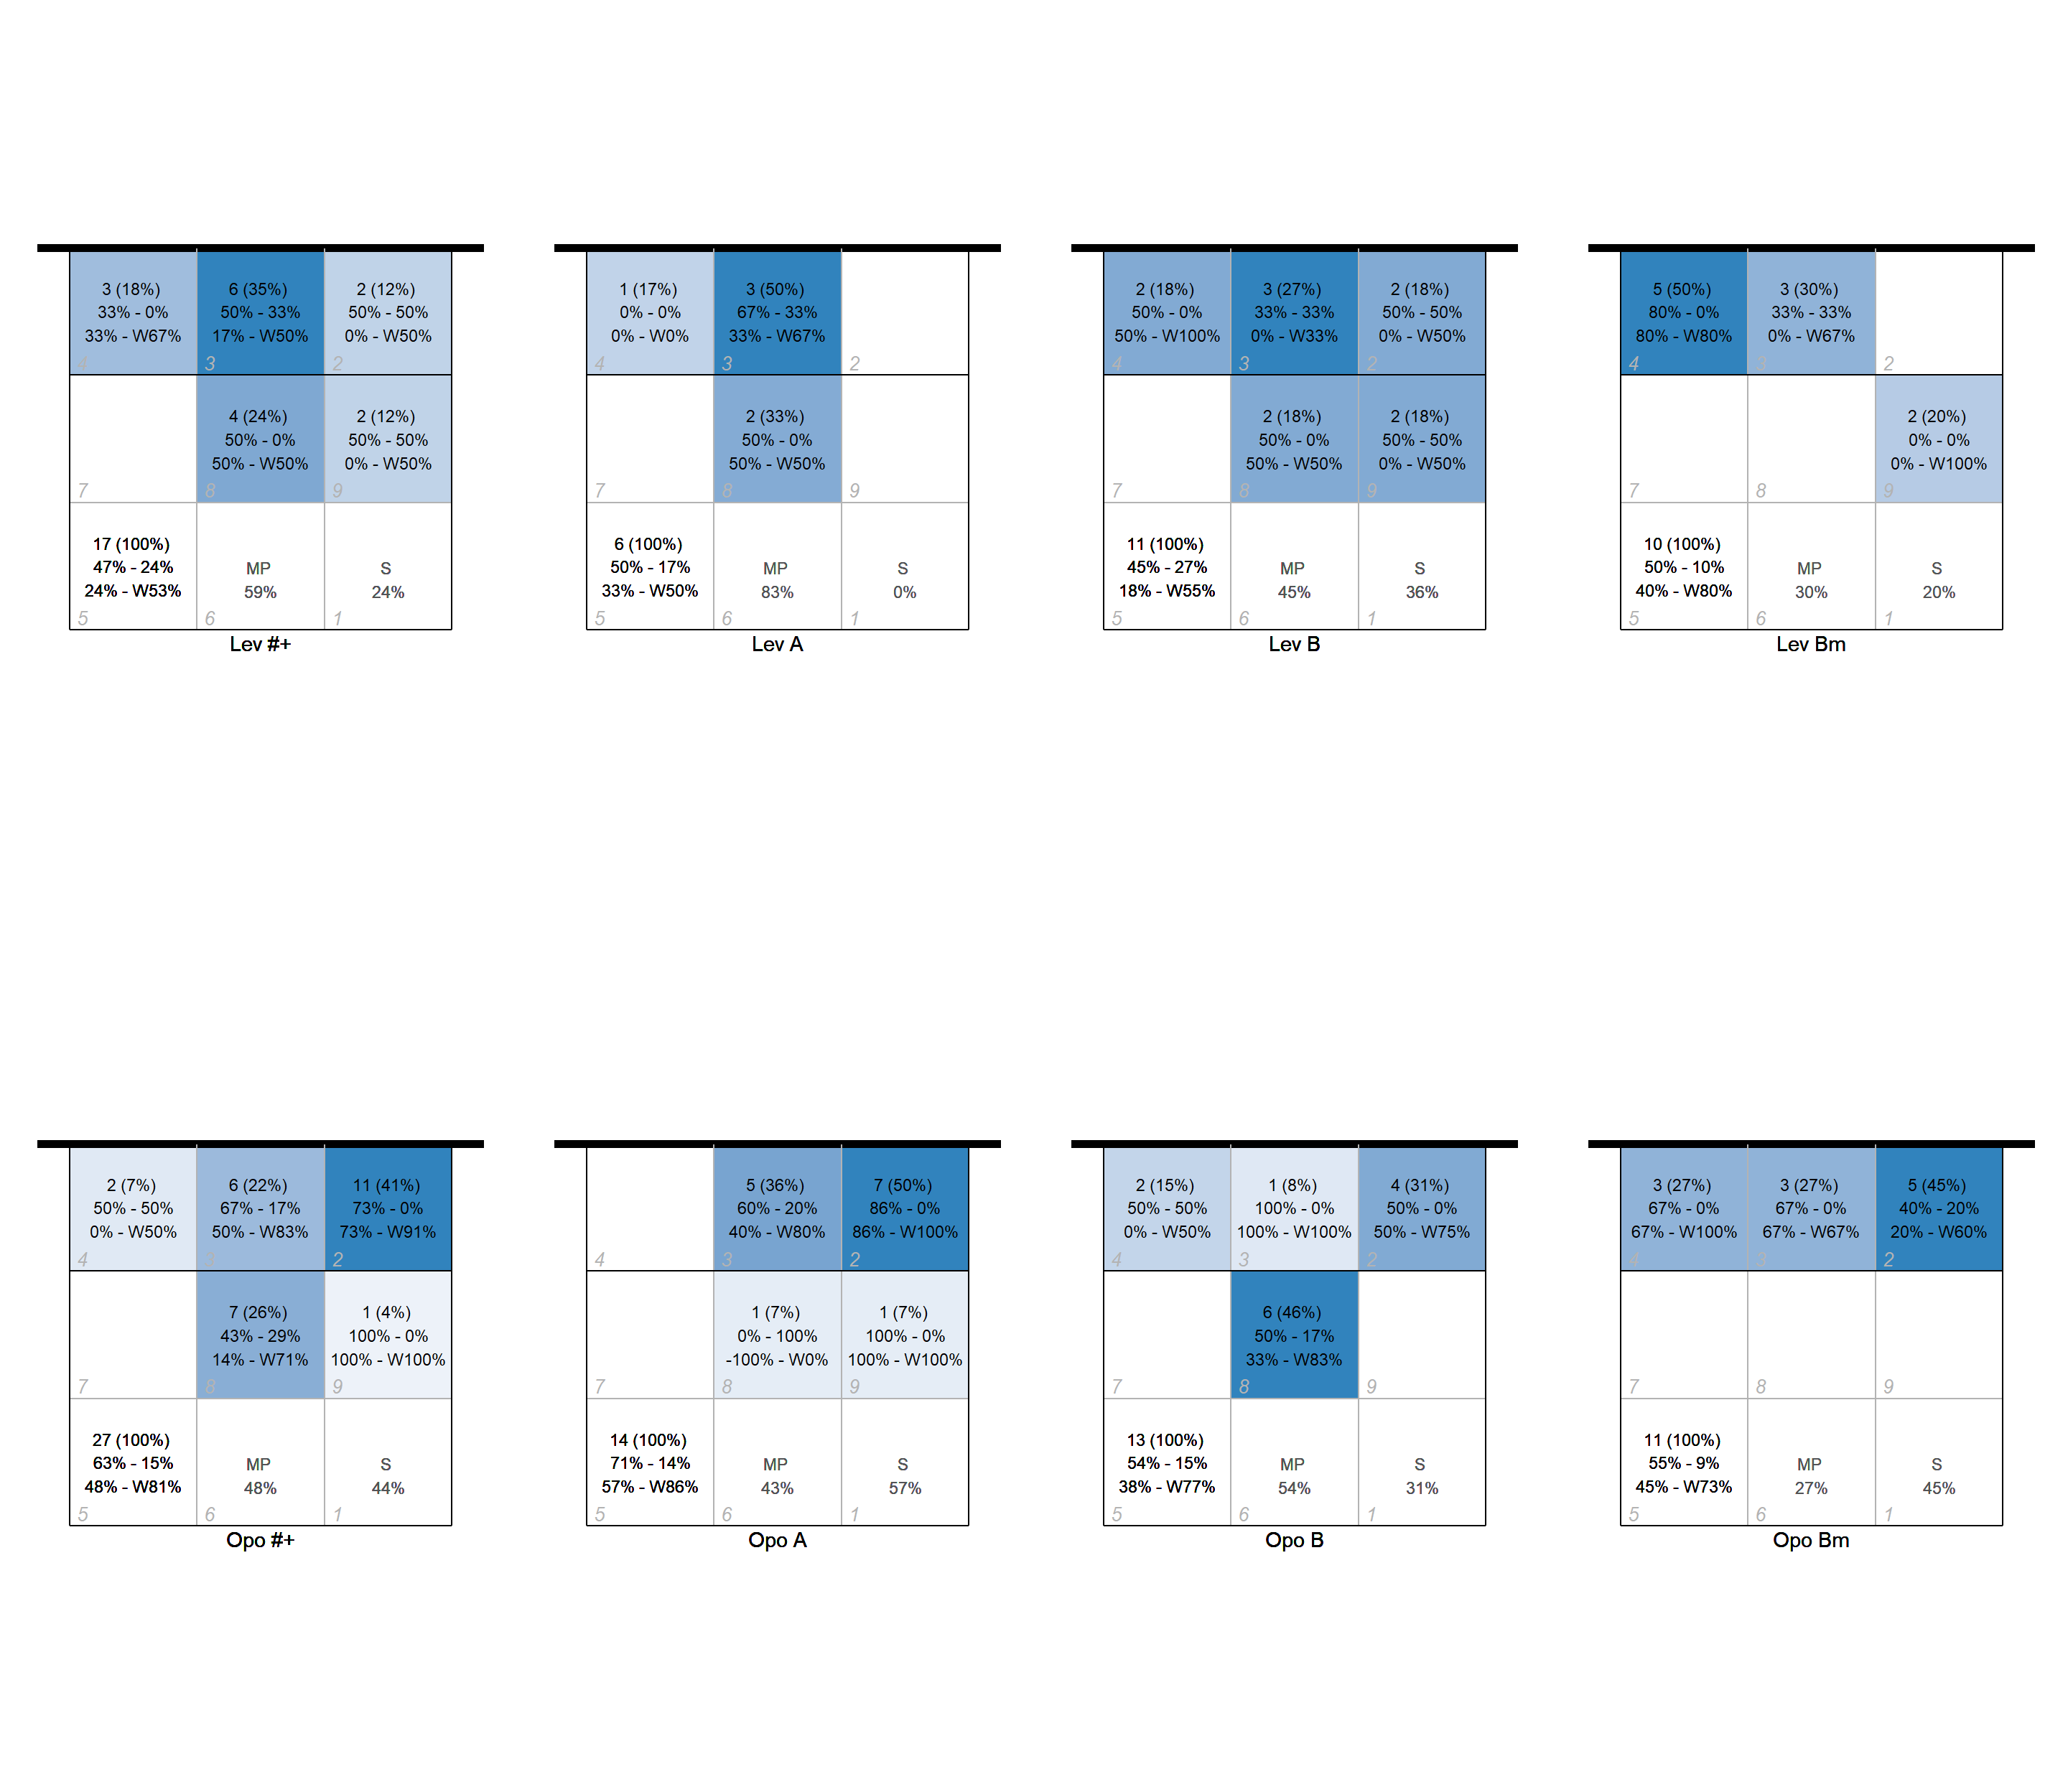 3 (18%)
33% - 0%
33% - W67%
4
6 (35%)
50% - 33%
17% - W50%
3
2 (12%)
50% - 50%
0% - W50%
2
7
4 (24%)
50% - 0%
50% - W50%
8
2 (12%)
50% - 50%
0% - W50%
9
17 (100%)
47% - 24%
24% - W53%
5
MP
59%
6
S
24%
1
Lev #+
1 (17%)
0% - 0%
0% - W0%
4
3 (50%)
67% - 33%
33% - W67%
3
2
7
2 (33%)
50% - 0%
50% - W50%
8
9
6 (100%)
50% - 17%
33% - W50%
5
MP
83%
6
S
0%
1
Lev A
2 (18%)
50% - 0%
50% - W100%
4
3 (27%)
33% - 33%
0% - W33%
3
2 (18%)
50% - 50%
0% - W50%
2
7
2 (18%)
50% - 0%
50% - W50%
8
2 (18%)
50% - 50%
0% - W50%
9
11 (100%)
45% - 27%
18% - W55%
5
MP
45%
6
S
36%
1
Lev B
5 (50%)
80% - 0%
80% - W80%
4
3 (30%)
33% - 33%
0% - W67%
3
2
7
8
2 (20%)
0% - 0%
0% - W100%
9
10 (100%)
50% - 10%
40% - W80%
5
MP
30%
6
S
20%
1
Lev Bm
2 (7%)
50% - 50%
0% - W50%
4
6 (22%)
67% - 17%
50% - W83%
3
11 (41%)
73% - 0%
73% - W91%
2
7
7 (26%)
43% - 29%
14% - W71%
8
1 (4%)
100% - 0%
100% - W100%
9
27 (100%)
63% - 15%
48% - W81%
5
MP
48%
6
S
44%
1
Opo #+
4
5 (36%)
60% - 20%
40% - W80%
3
7 (50%)
86% - 0%
86% - W100%
2
7
1 (7%)
0% - 100%
-100% - W0%
8
1 (7%)
100% - 0%
100% - W100%
9
14 (100%)
71% - 14%
57% - W86%
5
MP
43%
6
S
57%
1
Opo A
2 (15%)
50% - 50%
0% - W50%
4
1 (8%)
100% - 0%
100% - W100%
3
4 (31%)
50% - 0%
50% - W75%
2
7
6 (46%)
50% - 17%
33% - W83%
8
9
13 (100%)
54% - 15%
38% - W77%
5
MP
54%
6
S
31%
1
Opo B
3 (27%)
67% - 0%
67% - W100%
4
3 (27%)
67% - 0%
67% - W67%
3
5 (45%)
40% - 20%
20% - W60%
2
7
8
9
11 (100%)
55% - 9%
45% - W73%
5
MP
27%
6
S
45%
1
Opo Bm